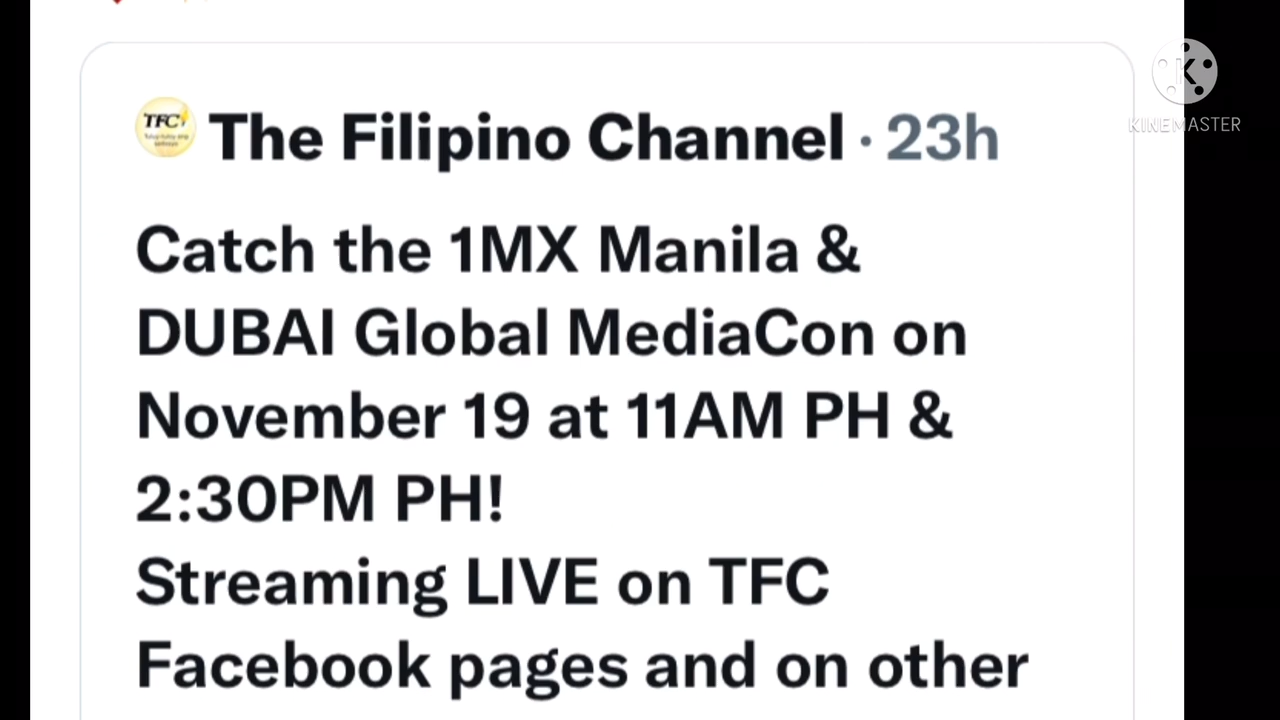 TFC
The Filipino Channel · 23h
Catch the 1MX Manila &
DUBAI Global MediaCon on
November 19 at 11AM PH &
2:30PM PH!
Streaming LIVE on TFC
Facebook pages and on other
K
KINEMASTER